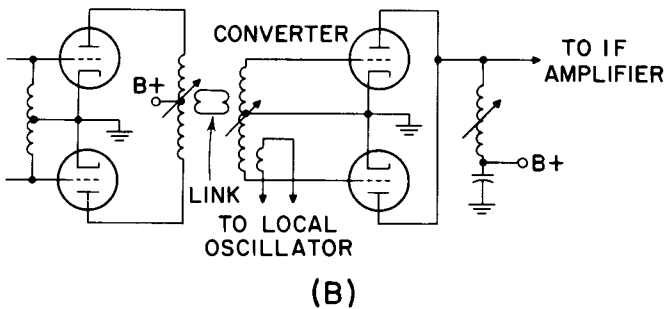 CONVERTER
TO IF
AMPLIFIER
B+
B+
LINK
TO LOCAL
OSCILLATOR
(B)